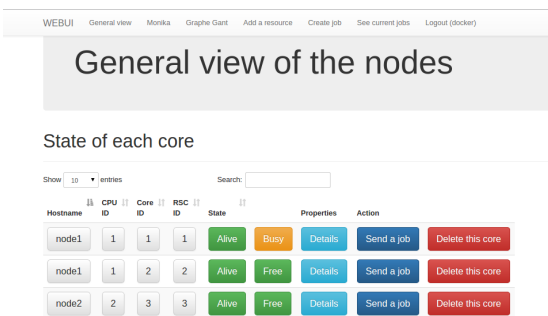 WEBUI General view Monika Graphe Gant Add a resource Create job See current jobs Logout (docker)
General view of the nodes
State of each core
Show 10 entries Search:
Hostname CPU ID Core ID RSC ID State Properties Action
node1 1 1 1 Alive Busy Details Send a job Delete this core
node1 1 2 2 Alive Free Details Send a job Delete this core
node2 2 3 3 Alive Free Details Send a job Delete this core